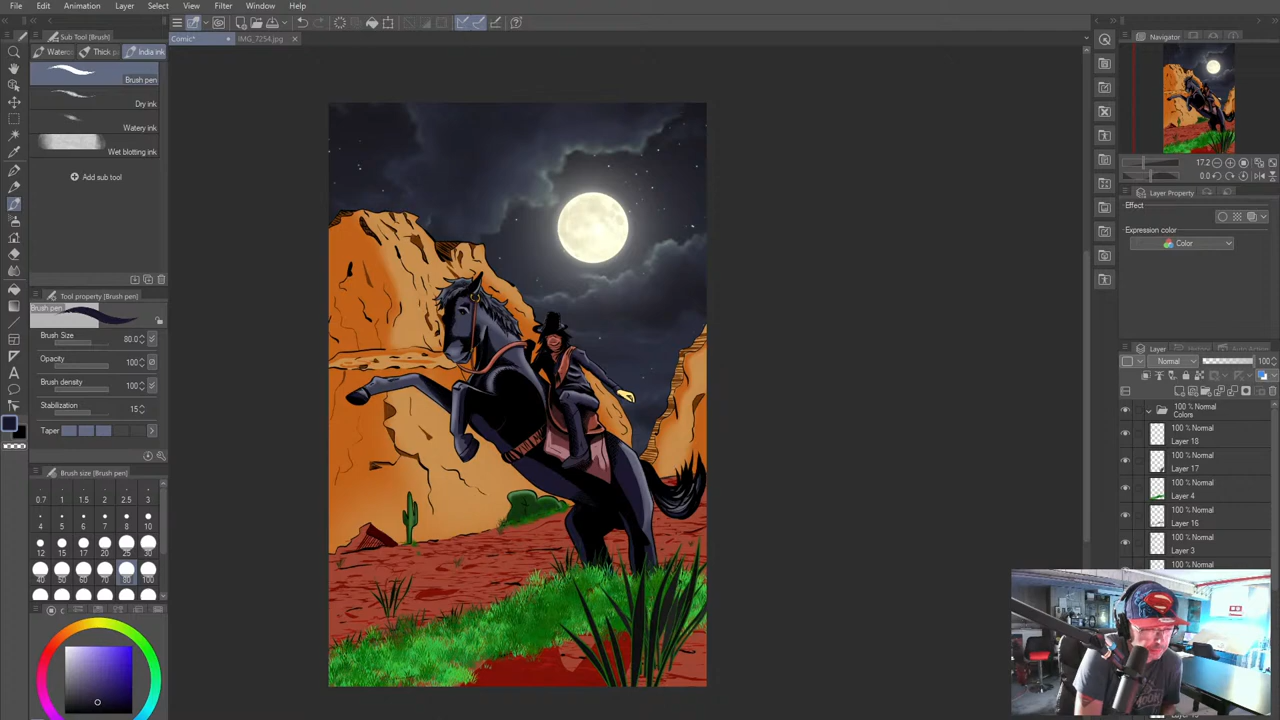 File Edit Animation Layer Select View Filter Window Help
Sub Tool [Brush]
Comic*
IMG_7254.jpg
Navigator
Waterc
Thick p
India ink
Brush pen
Dry ink
Watery ink
Wet blotting ink
Add sub tool
17.2
0.0
Layer Property
Effect
Expression color
Color
Tool property [Brush pen]
Brush pen
Brush Size 80.0
Opacity 100
Brush density 100
Stabilization 15
Taper
Layer
Normal 100
100 % Normal
Colors
100 % Normal
Layer 18
100 % Normal
Layer 17
100 % Normal
Layer 4
100 % Normal
Layer 16
100 % Normal
Layer 3
100 % Normal
Brush size [Brush pen]
0.7 1 1.5 2 2.5 3
4 5 6 7 8 10
12 15 17 20 25 30
40 50 60 70 80 100